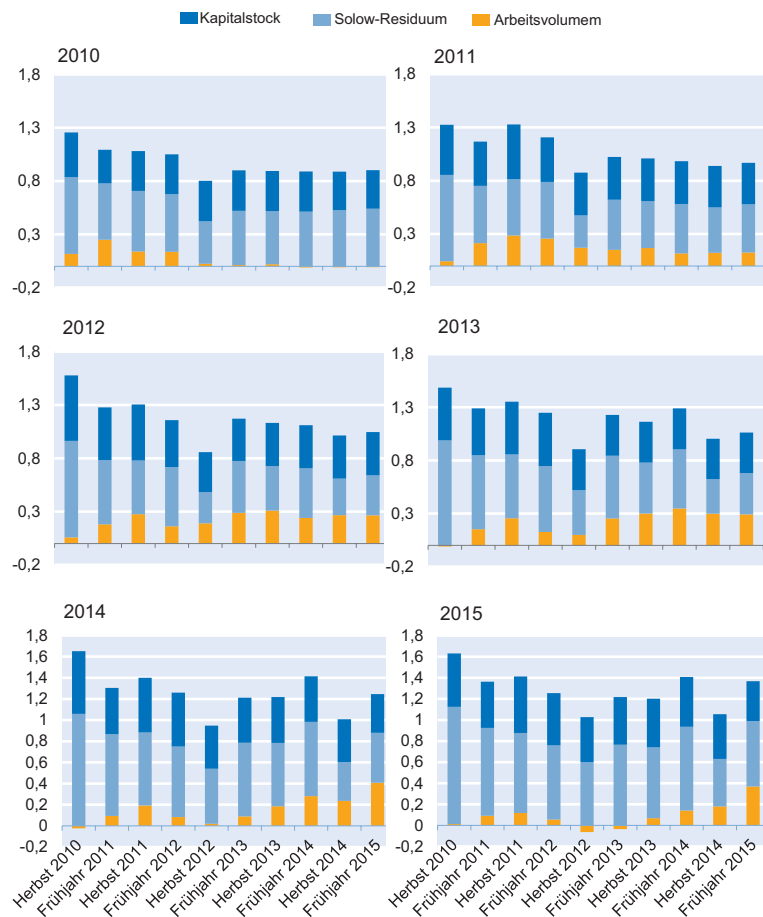 Kapitalstock Solow-Residuum Arbeitsvolumem
2010
1,8
1,3
0,8
0,3
-0,2
2011
1,8
1,3
0,8
0,3
-0,2
2012
1,8
1,3
0,8
0,3
-0,2
2013
1,8
1,3
0,8
0,3
-0,2
2014
1,8
1,6
1,4
1,2
1
0,8
0,6
0,4
0,2
0
-0,2
Herbst 2010
Frühjahr 2011
Herbst 2011
Frühjahr 2012
Herbst 2012
Frühjahr 2013
Herbst 2013
Frühjahr 2014
Herbst 2014
Frühjahr 2015
2015
1,8
1,6
1,4
1,2
1
0,8
0,6
0,4
0,2
0
-0,2
Herbst 2010
Frühjahr 2011
Herbst 2011
Frühjahr 2012
Herbst 2012
Frühjahr 2013
Herbst 2013
Frühjahr 2014
Herbst 2014
Frühjahr 2015